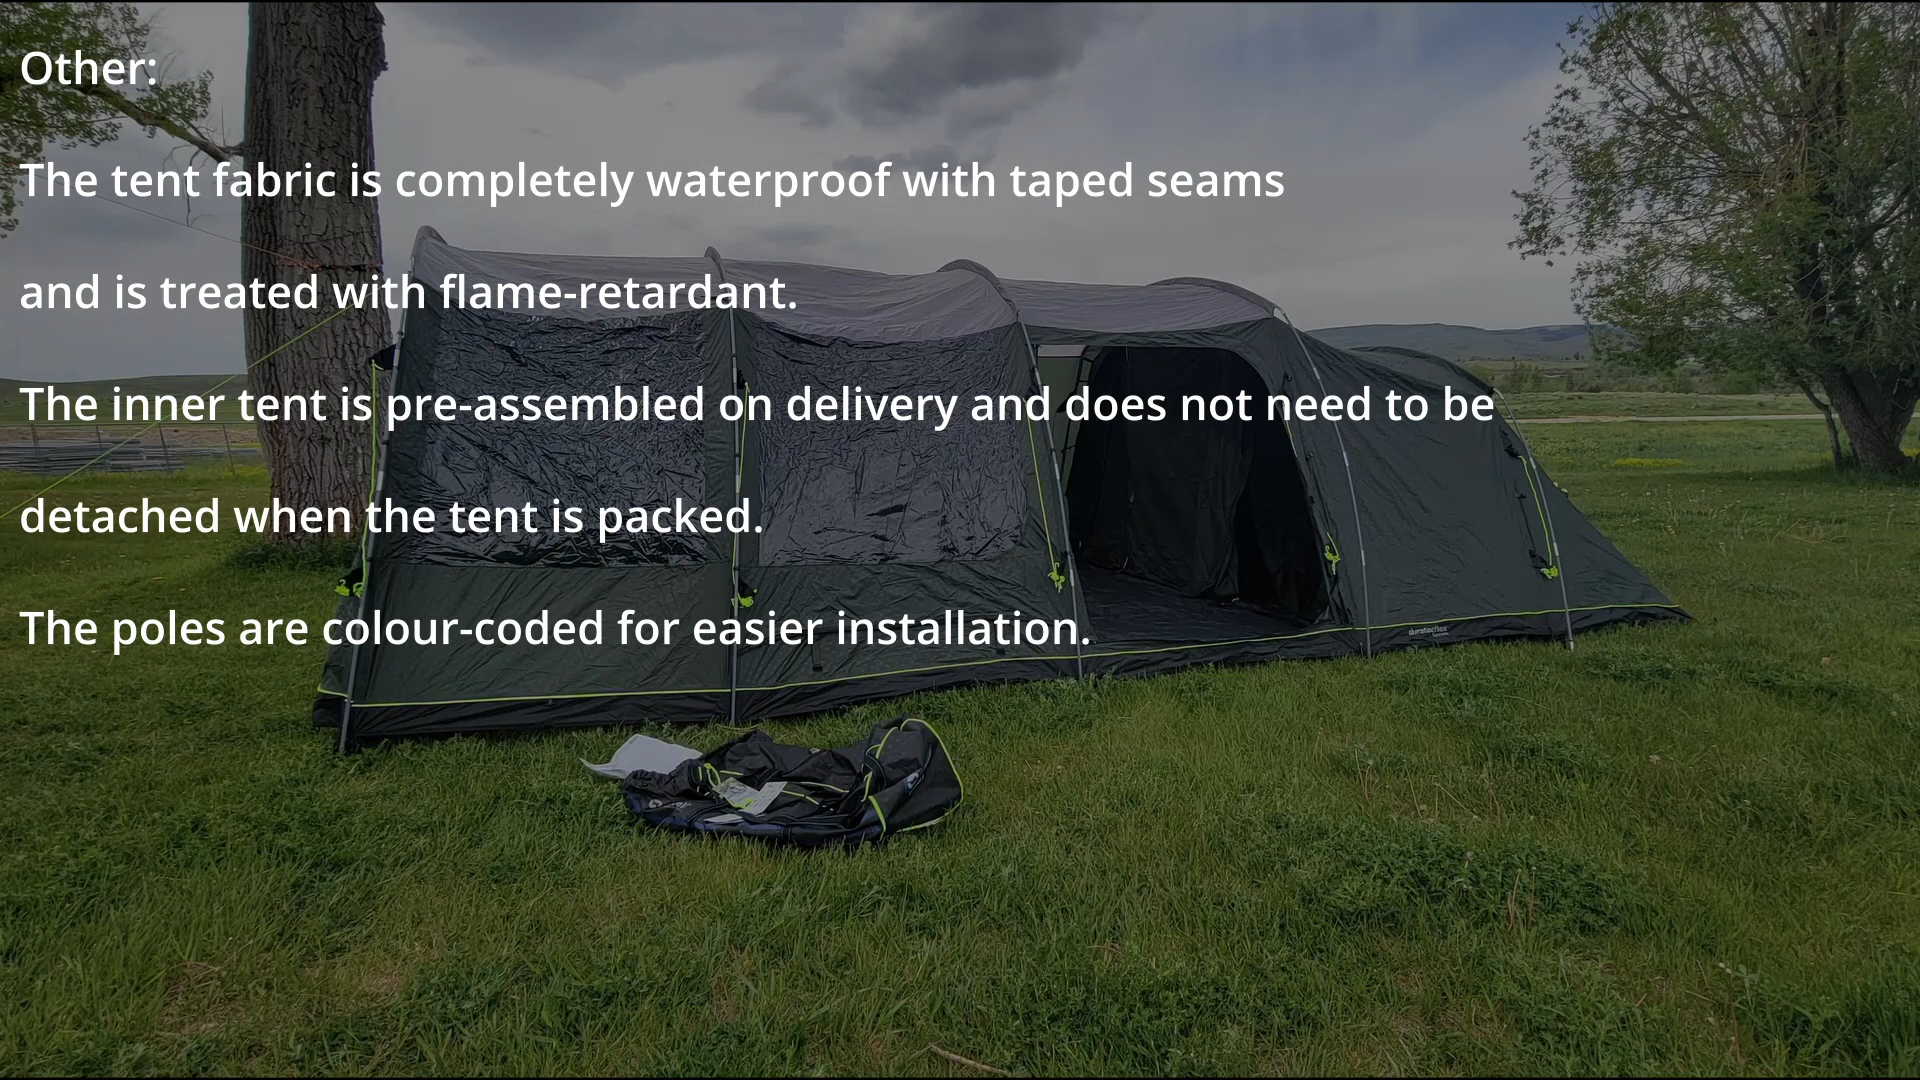 Other:
The tent fabric is completely waterproof with taped seams
and is treated with flame-retardant.
The inner tent is pre-assembled on delivery and does not need to be
detached when the tent is packed.
The poles are colour-coded for easier installation.